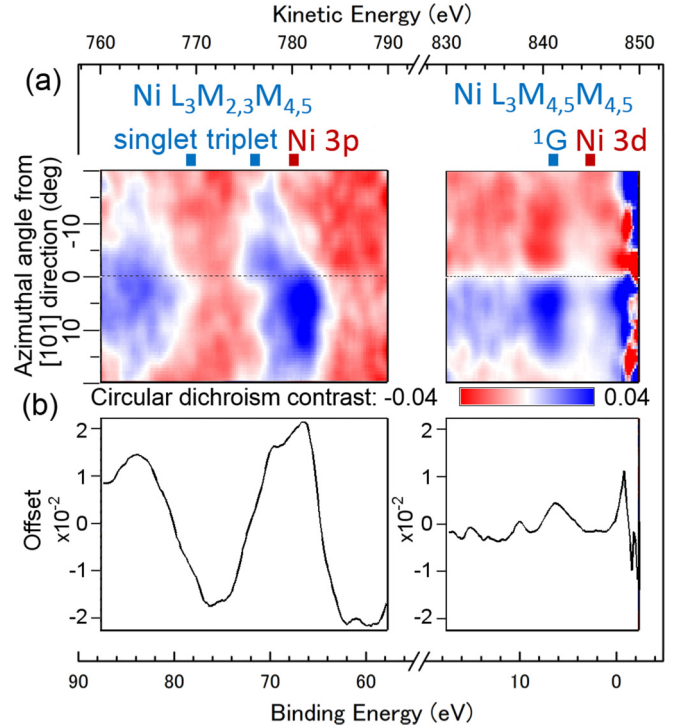 Kinetic Energy (eV)
760 770 780 790 830 840 850
(a)
Ni L₃M₂,₃M₄,₅ Ni L₃M₄,₅M₄,₅
singlet triplet Ni 3p ¹G Ni 3d
Azimuthal angle from
[101] direction (deg)
-10
0
10
(b)
Circular dichroism contrast: -0.04 0.04
Offset
x10⁻²
2
1
0
-1
-2
x10⁻²
2
1
0
-1
-2
90 80 70 60 10 0
Binding Energy (eV)